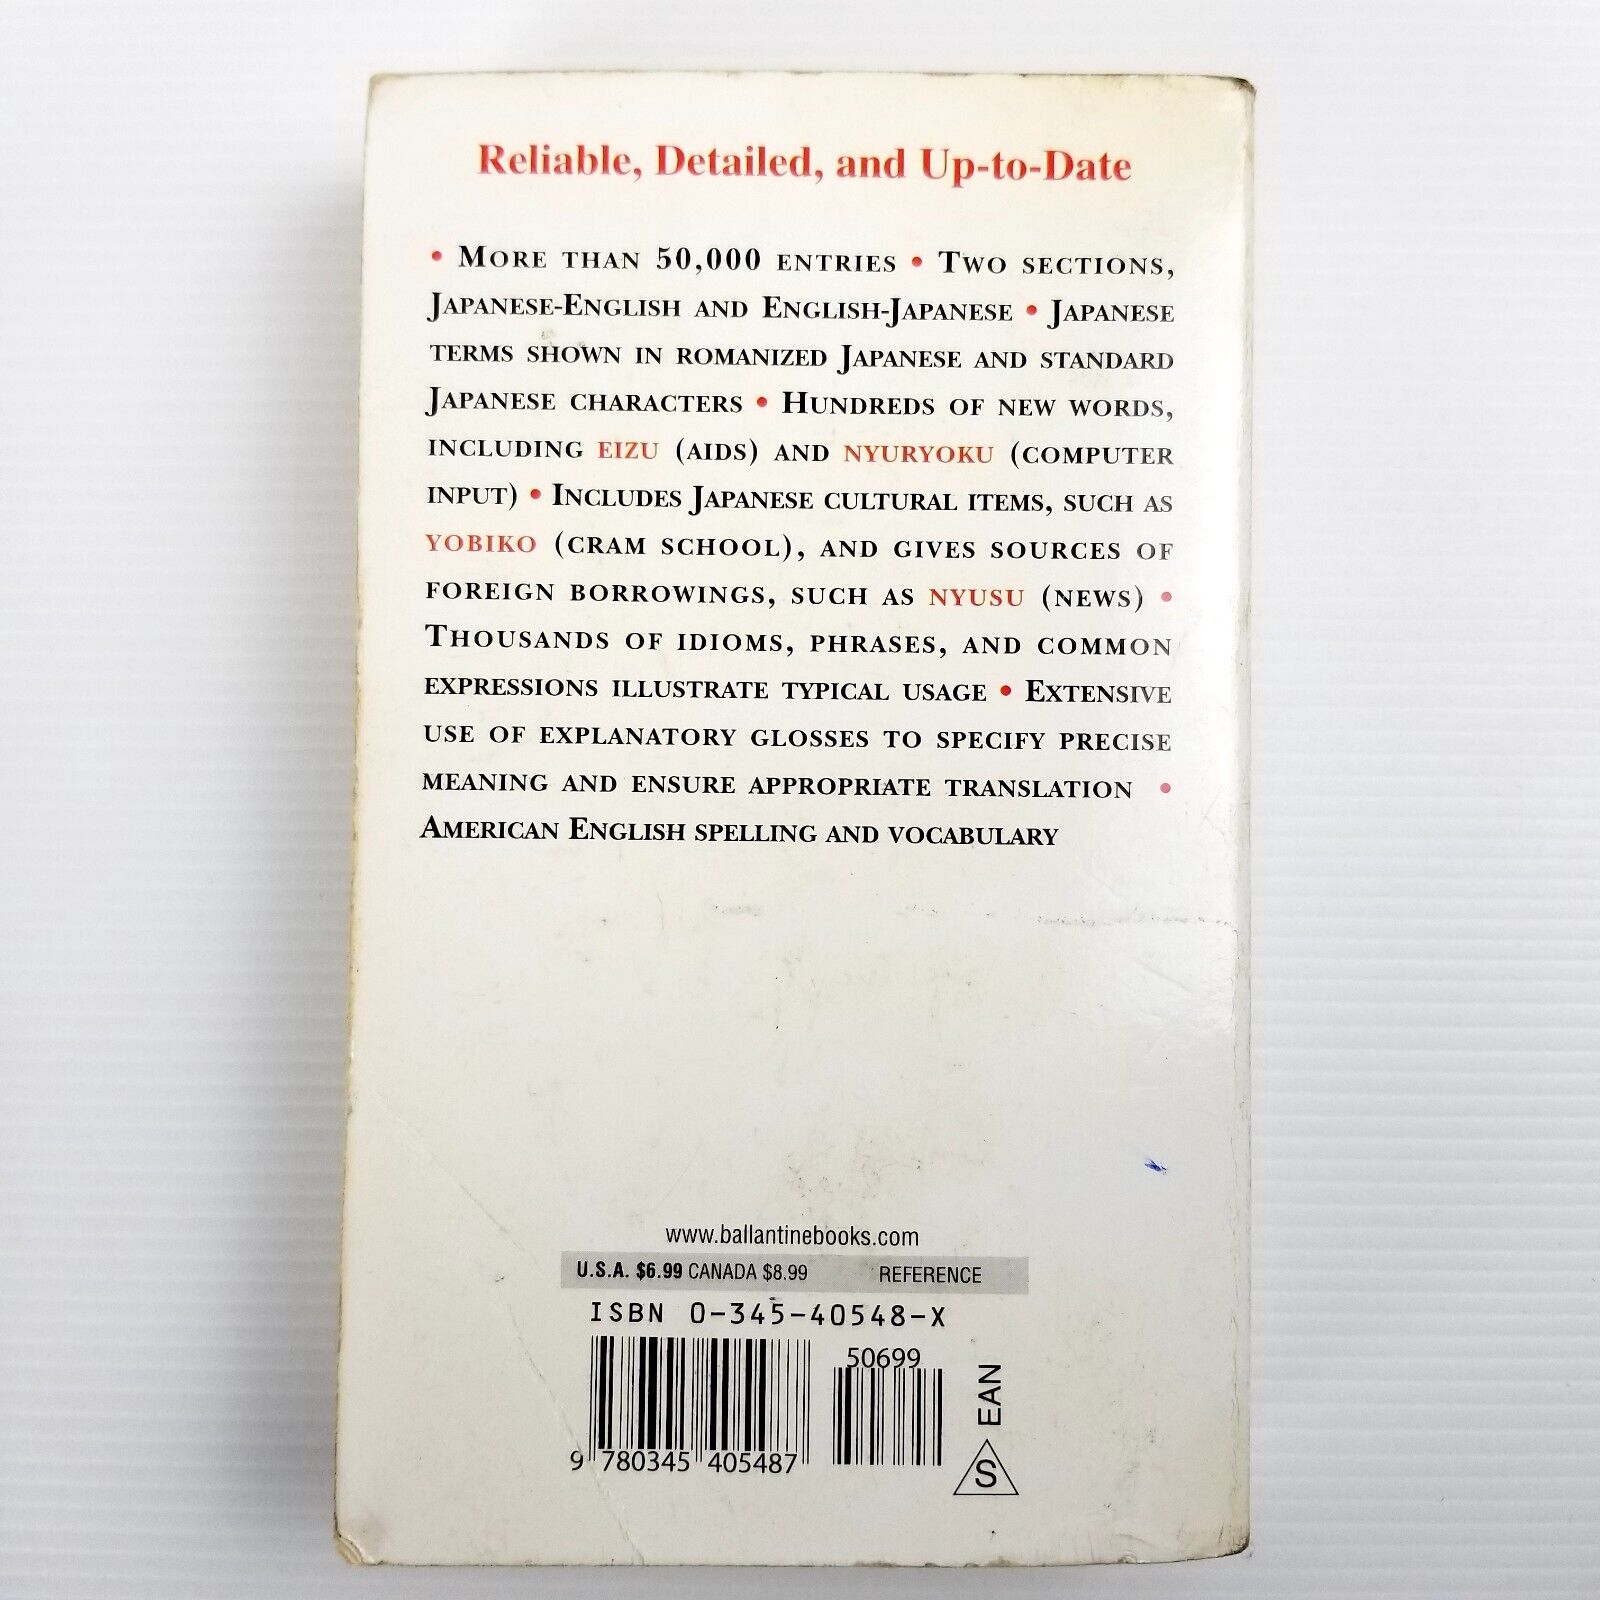 Reliable, Detailed, and Up-to-Date
• MORE THAN 50,000 ENTRIES • TWO SECTIONS,
JAPANESE-ENGLISH AND ENGLISH-JAPANESE • JAPANESE
TERMS SHOWN IN ROMANIZED JAPANESE AND STANDARD
JAPANESE CHARACTERS • HUNDREDS OF NEW WORDS,
INCLUDING EIZU (AIDS) AND NYURYOKU (COMPUTER
INPUT) • INCLUDES JAPANESE CULTURAL ITEMS, SUCH AS
YOBIKO (CRAM SCHOOL), AND GIVES SOURCES OF
FOREIGN BORROWINGS, SUCH AS NYUSU (NEWS) •
THOUSANDS OF IDIOMS, PHRASES, AND COMMON
EXPRESSIONS ILLUSTRATE TYPICAL USAGE • EXTENSIVE
USE OF EXPLANATORY GLOSSES TO SPECIFY PRECISE
MEANING AND ENSURE APPROPRIATE TRANSLATION •
AMERICAN ENGLISH SPELLING AND VOCABULARY
www.ballantinebooks.com
U.S.A. $6.99 CANADA $8.99 REFERENCE
ISBN 0-345-40548-X
50699
9 780345 405487
EAN
S